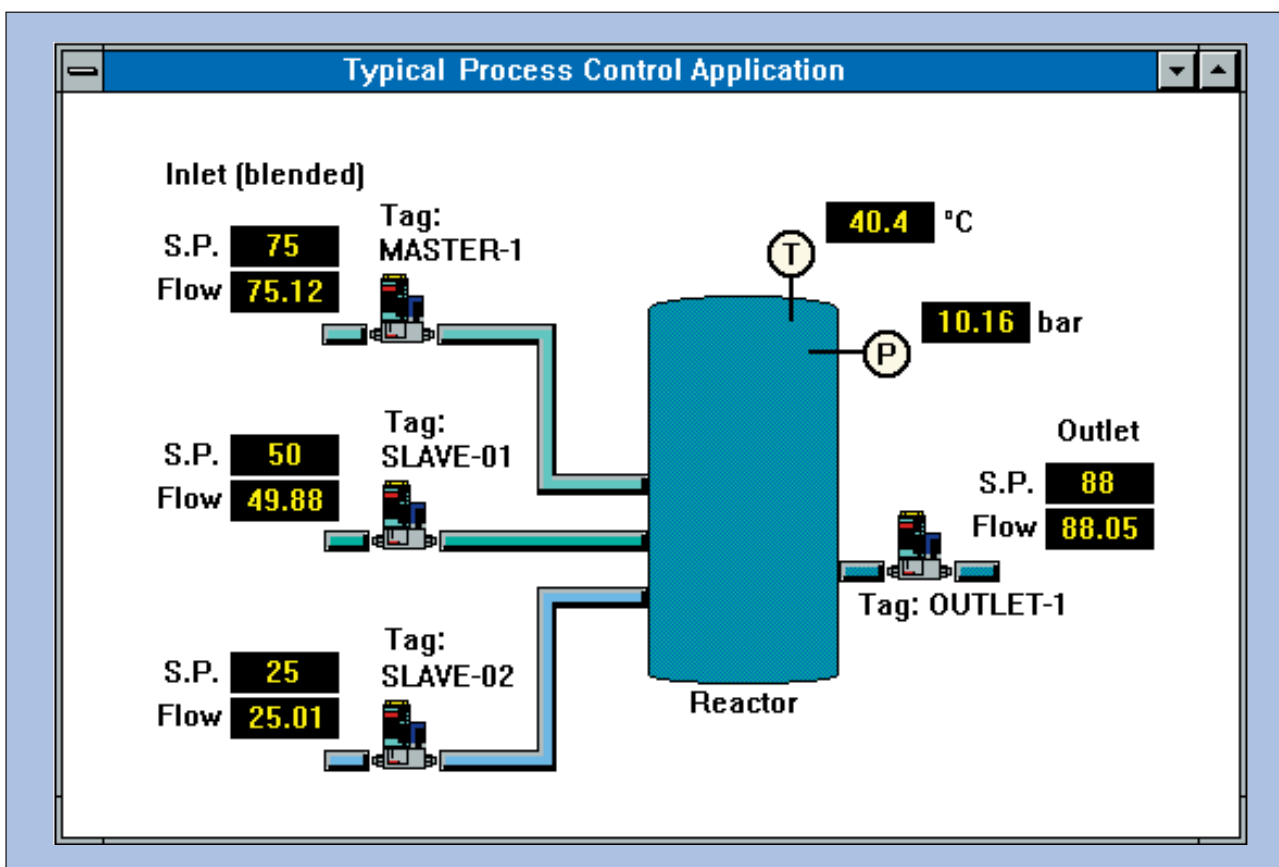 Typical Process Control Application
Inlet (blended)
Tag:
MASTER-1
S.P. 75
Flow 75.12
40.4 °C
T
10.16 bar
P
Tag:
SLAVE-01
S.P. 50
Flow 49.88
Outlet
S.P. 88
Flow 88.05
Tag: OUTLET-1
Tag:
SLAVE-02
S.P. 25
Flow 25.01
Reactor